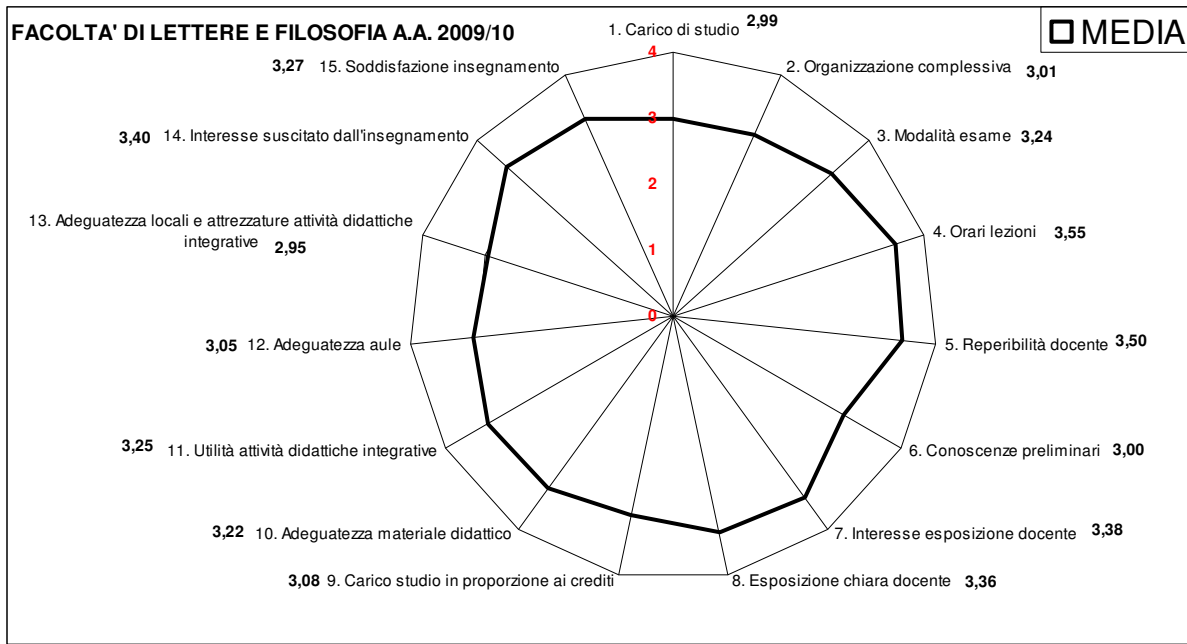 FACOLTA' DI LETTERE E FILOSOFIA A.A. 2009/10
MEDIA
1. Carico di studio 2,99
2. Organizzazione complessiva 3,01
3. Modalità esame 3,24
4. Orari lezioni 3,55
5. Reperibilità docente 3,50
6. Conoscenze preliminari 3,00
7. Interesse esposizione docente 3,38
8. Esposizione chiara docente 3,36
3,08 9. Carico studio in proporzione ai crediti
3,22 10. Adeguatezza materiale didattico
3,25 11. Utilità attività didattiche integrative
3,05 12. Adeguatezza aule
13. Adeguatezza locali e attrezzature attività didattiche
integrative 2,95
3,40 14. Interesse suscitato dall'insegnamento
3,27 15. Soddisfazione insegnamento
4
3
2
1
0